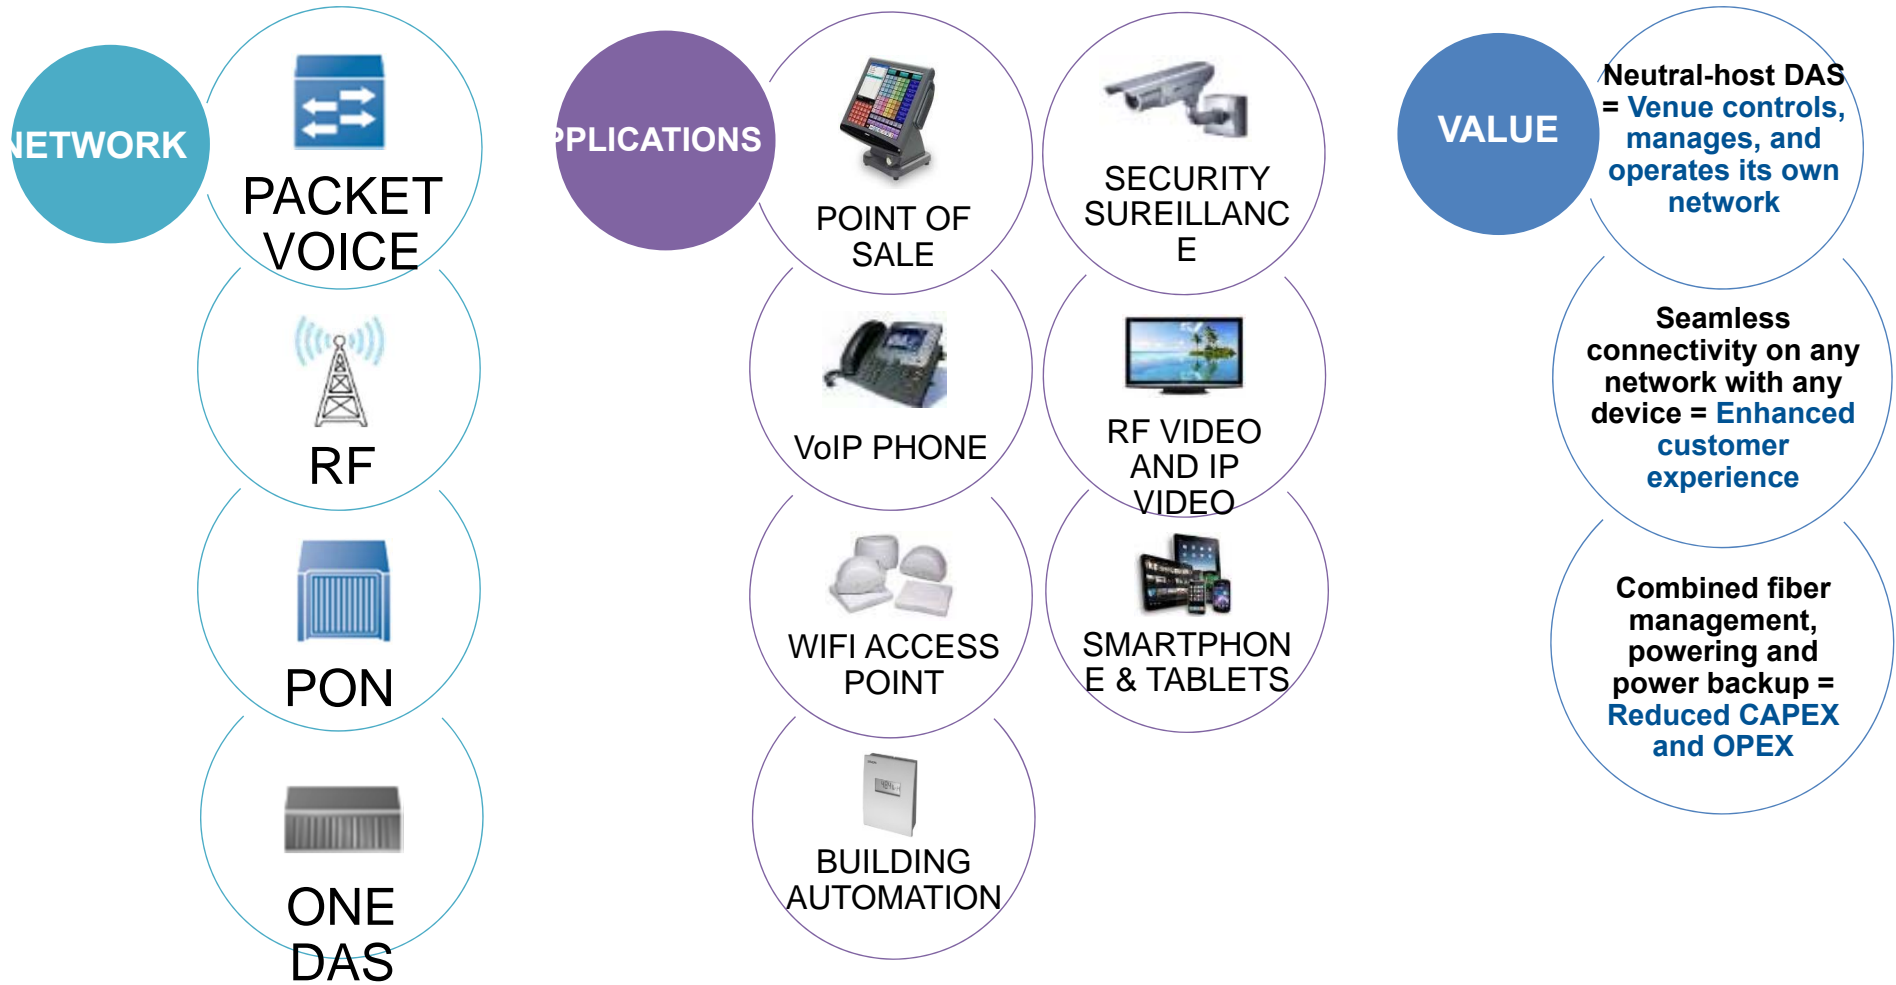 NETWORK
PACKET
VOICE
RF
PON
ONE
DAS
PPLICATIONS
POINT OF
SALE
VoIP PHONE
WIFI ACCESS
POINT
BUILDING
AUTOMATION
SECURITY
SUREILLANC
E
RF VIDEO
AND IP
VIDEO
SMARTPHON
E & TABLETS
VALUE
Neutral-host DAS
= Venue controls,
manages, and
operates its own
network
Seamless
connectivity on any
network with any
device = Enhanced
customer
experience
Combined fiber
management,
powering and
power backup =
Reduced CAPEX
and OPEX